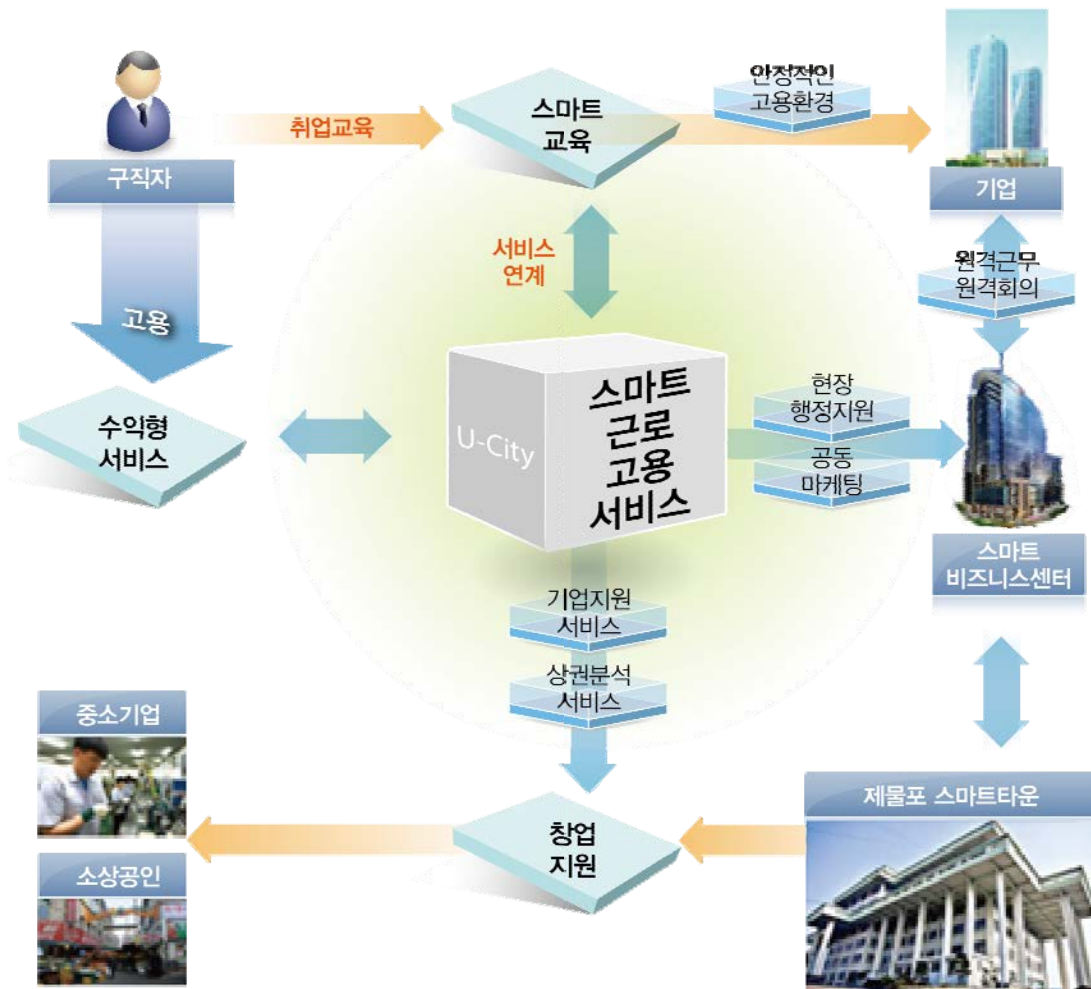 안정적인
고용환경
스마트
교육
취업교육
구직자
기업
서비스
연계
원격근무
원격회의
고용
수익형
서비스
U-City
스마트
근로
고용
서비스
현장
행정지원
공동
마케팅
스마트
비즈니스센터
기업지원
서비스
상권분석
서비스
중소기업
제물포 스마트타운
창업
지원
소상공인